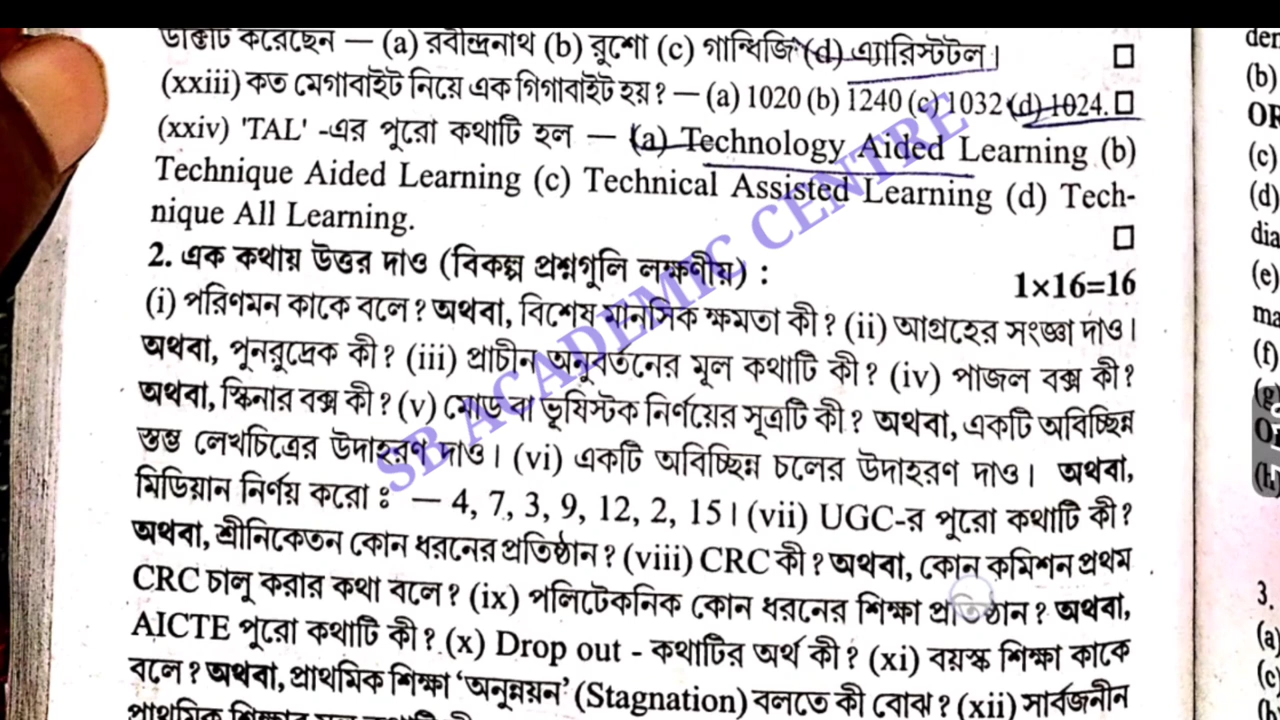 ডাক্তাট করেছেন — (a) রবীন্দ্রনাথ (b) রুশো (c) গান্ধিজি (d) এ্যারিস্টটল।
(xxiii) কত মেগাবাইট নিয়ে এক গিগাবাইট হয়? — (a) 1020 (b) 1240 (c) 1032 (d) 1024.
(xxiv) 'TAL' -এর পুরো কথাটি হল — (a) Technology Aided Learning (b)
Technique Aided Learning (c) Technical Assisted Learning (d) Tech-
nique All Learning.
2. এক কথায় উত্তর দাও (বিকল্প প্রশ্নগুলি লক্ষণীয়) : 1×16=16
(i) পরিণমন কাকে বলে? অথবা, বিশেষ মানসিক ক্ষমতা কী? (ii) আগ্রহের সংজ্ঞা দাও।
অথবা, পুনরুদ্রেক কী? (iii) প্রাচীন অনুবর্তনের মূল কথাটি কী? (iv) পাজল বক্স কী?
অথবা, স্কিনার বক্স কী? (v) মোড বা ভূষিস্টক নির্ণয়ের সূত্রটি কী? অথবা, একটি অবিচ্ছিন্ন
স্তম্ভ লেখচিত্রের উদাহরণ দাও। (vi) একটি অবিচ্ছিন্ন চলের উদাহরণ দাও। অথবা,
মিডিয়ান নির্ণয় করো ঃ — 4, 7, 3, 9, 12, 2, 15। (vii) UGC-র পুরো কথাটি কী?
অথবা, শ্রীনিকেতন কোন ধরনের প্রতিষ্ঠান? (viii) CRC কী? অথবা, কোন কমিশন প্রথম
CRC চালু করার কথা বলে? (ix) পলিটেকনিক কোন ধরনের শিক্ষা প্রতিষ্ঠান? অথবা,
AICTE পুরো কথাটি কী? (x) Drop out - কথাটির অর্থ কী? (xi) বয়স্ক শিক্ষা কাকে
বলে? অথবা, প্রাথমিক শিক্ষা ‘অনুন্নয়ন’ (Stagnation) বলতে কী বোঝ? (xii) সার্বজনীন
প্রাথমিক শিক্ষার
SB ACADEMIC CENTRE
(b)
OR
(c)
(d)
dia
(e)
ma
(f)
(g)
(h)
3.
(a)
(c)